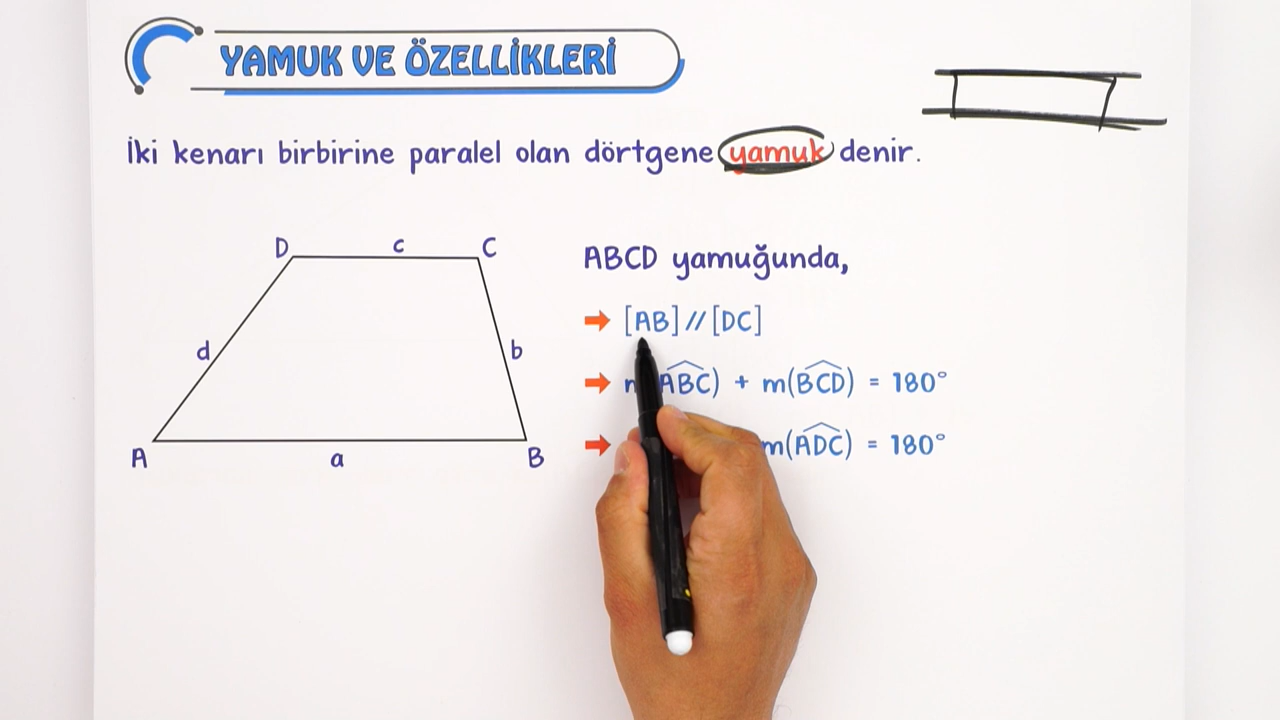 YAMUK VE ÖZELLİKLERİ
İki kenarı birbirine paralel olan dörtgene yamuk denir.
D c C
d b
A a B
ABCD yamuğunda,
[AB] // [DC]
ABC) + m(BCD) = 180°
m(ADC) = 180°